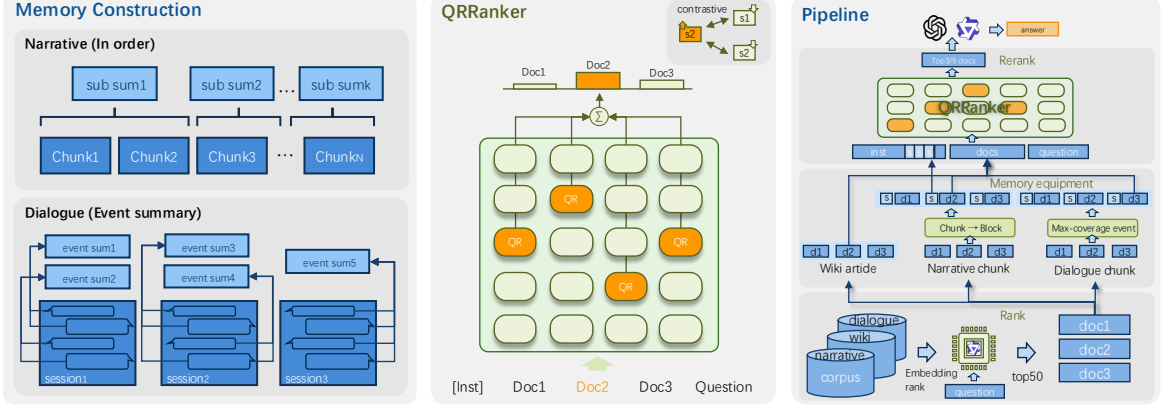 Memory Construction
Narrative (In order)
sub sum1
sub sum2
...
sub sumk
Chunk1
Chunk2
Chunk3
...
ChunkN
Dialogue (Event summary)
event sum1
event sum2
event sum3
event sum4
event sum5
session1
session2
session3
QRRanker
contrastive
s2
s1
s2
Doc1
Doc2
Doc3
Σ
QR
QR
QR
QR
[Inst]
Doc1
Doc2
Doc3
Question
Pipeline
answer
Top3/5 docs
Rerank
QRRanker
inst
s
s
s
docs
question
Memory equipment
s d1
s d2
s d3
s d1
s d2
s d3
Chunk → Block
Max-coverage event
d1
d2
d3
d1
d2
d3
d1
d2
d3
Wiki artide
Narrative chunk
Dialogue chunk
Rank
dialogue
wiki
narrative
corpus
Embedding
rank
question
top50
doc1
doc2
doc3